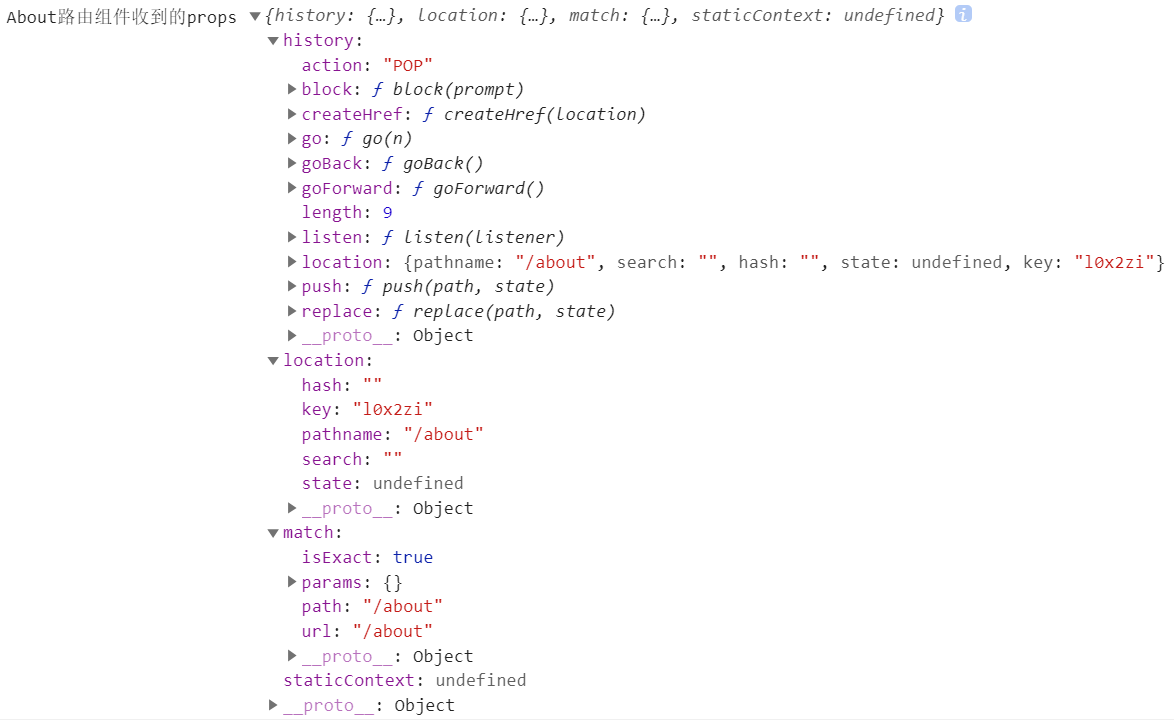 About路由组件收到的props ▼{history: {…}, location: {…}, match: {…}, staticContext: undefined} i
▼history:
action: "POP"
▶block: ƒ block(prompt)
▶createHref: ƒ createHref(location)
▶go: ƒ go(n)
▶goBack: ƒ goBack()
▶goForward: ƒ goForward()
length: 9
▶listen: ƒ listen(listener)
▶location: {pathname: "/about", search: "", hash: "", state: undefined, key: "l0x2zi"}
▶push: ƒ push(path, state)
▶replace: ƒ replace(path, state)
▶__proto__: Object
▼location:
hash: ""
key: "l0x2zi"
pathname: "/about"
search: ""
state: undefined
▶__proto__: Object
▼match:
isExact: true
▶params: {}
path: "/about"
url: "/about"
▶__proto__: Object
staticContext: undefined
▶__proto__: Object